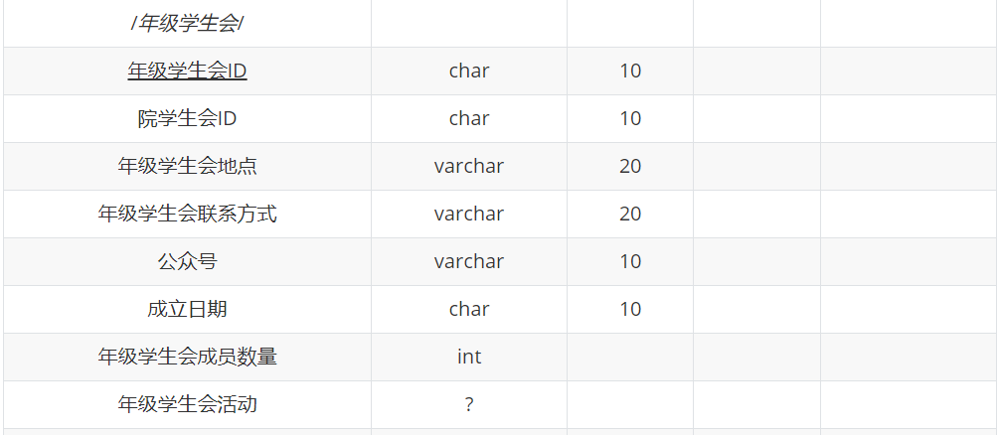 /年级学生会/
年级学生会ID char 10
院学生会ID char 10
年级学生会地点 varchar 20
年级学生会联系方式 varchar 20
公众号 varchar 10
成立日期 char 10
年级学生会成员数量 int
年级学生会活动 ?